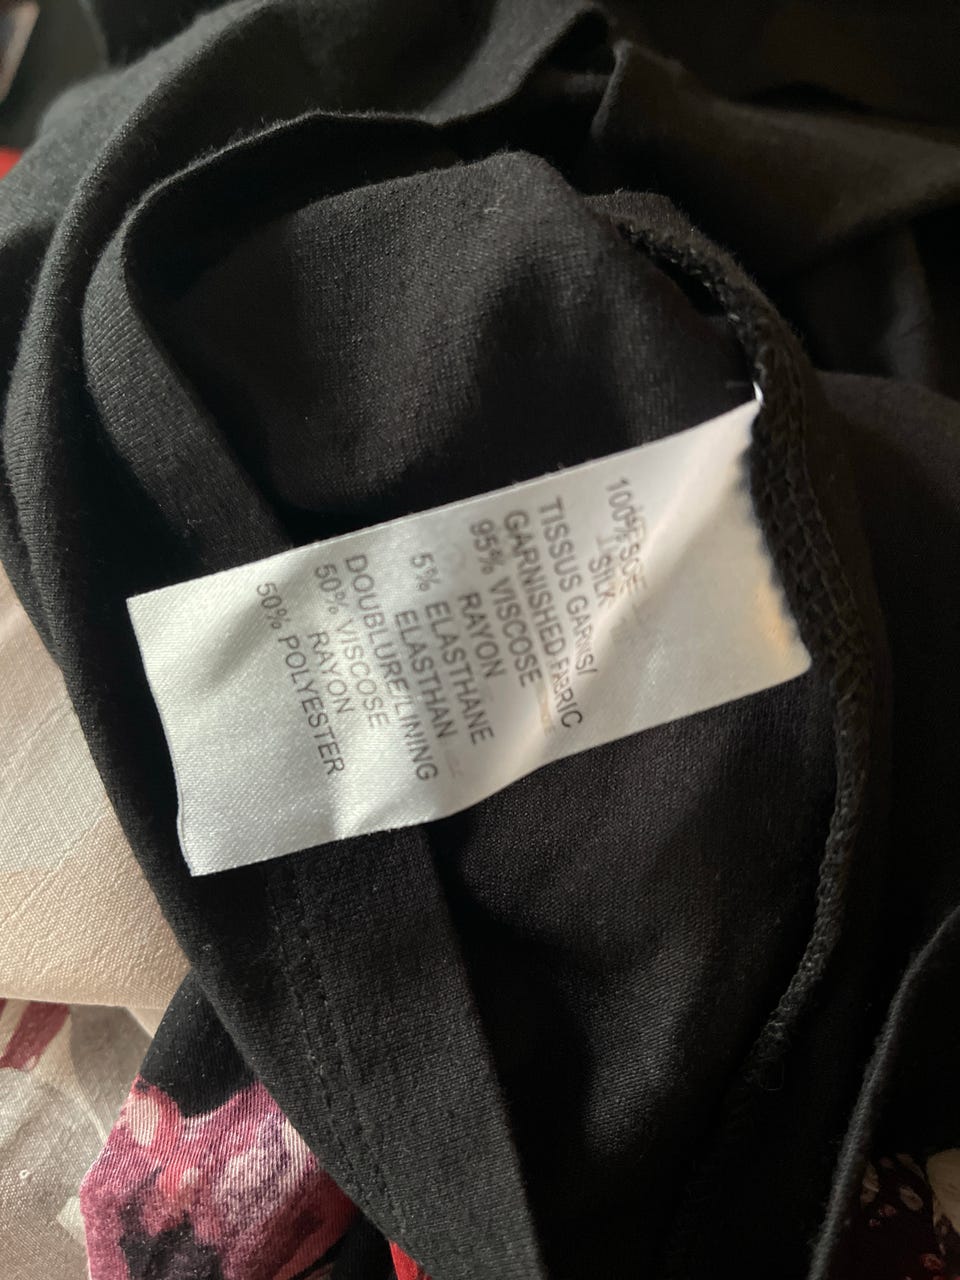 100% SOIE
SILK
TISSUS GARNIS/
GARNISHED FABRIC
95% VISCOSE
RAYON
5% ELASTHANE
ELASTHAN
DOUBLURE/LINING
50% VISCOSE
RAYON
50% POLYESTER